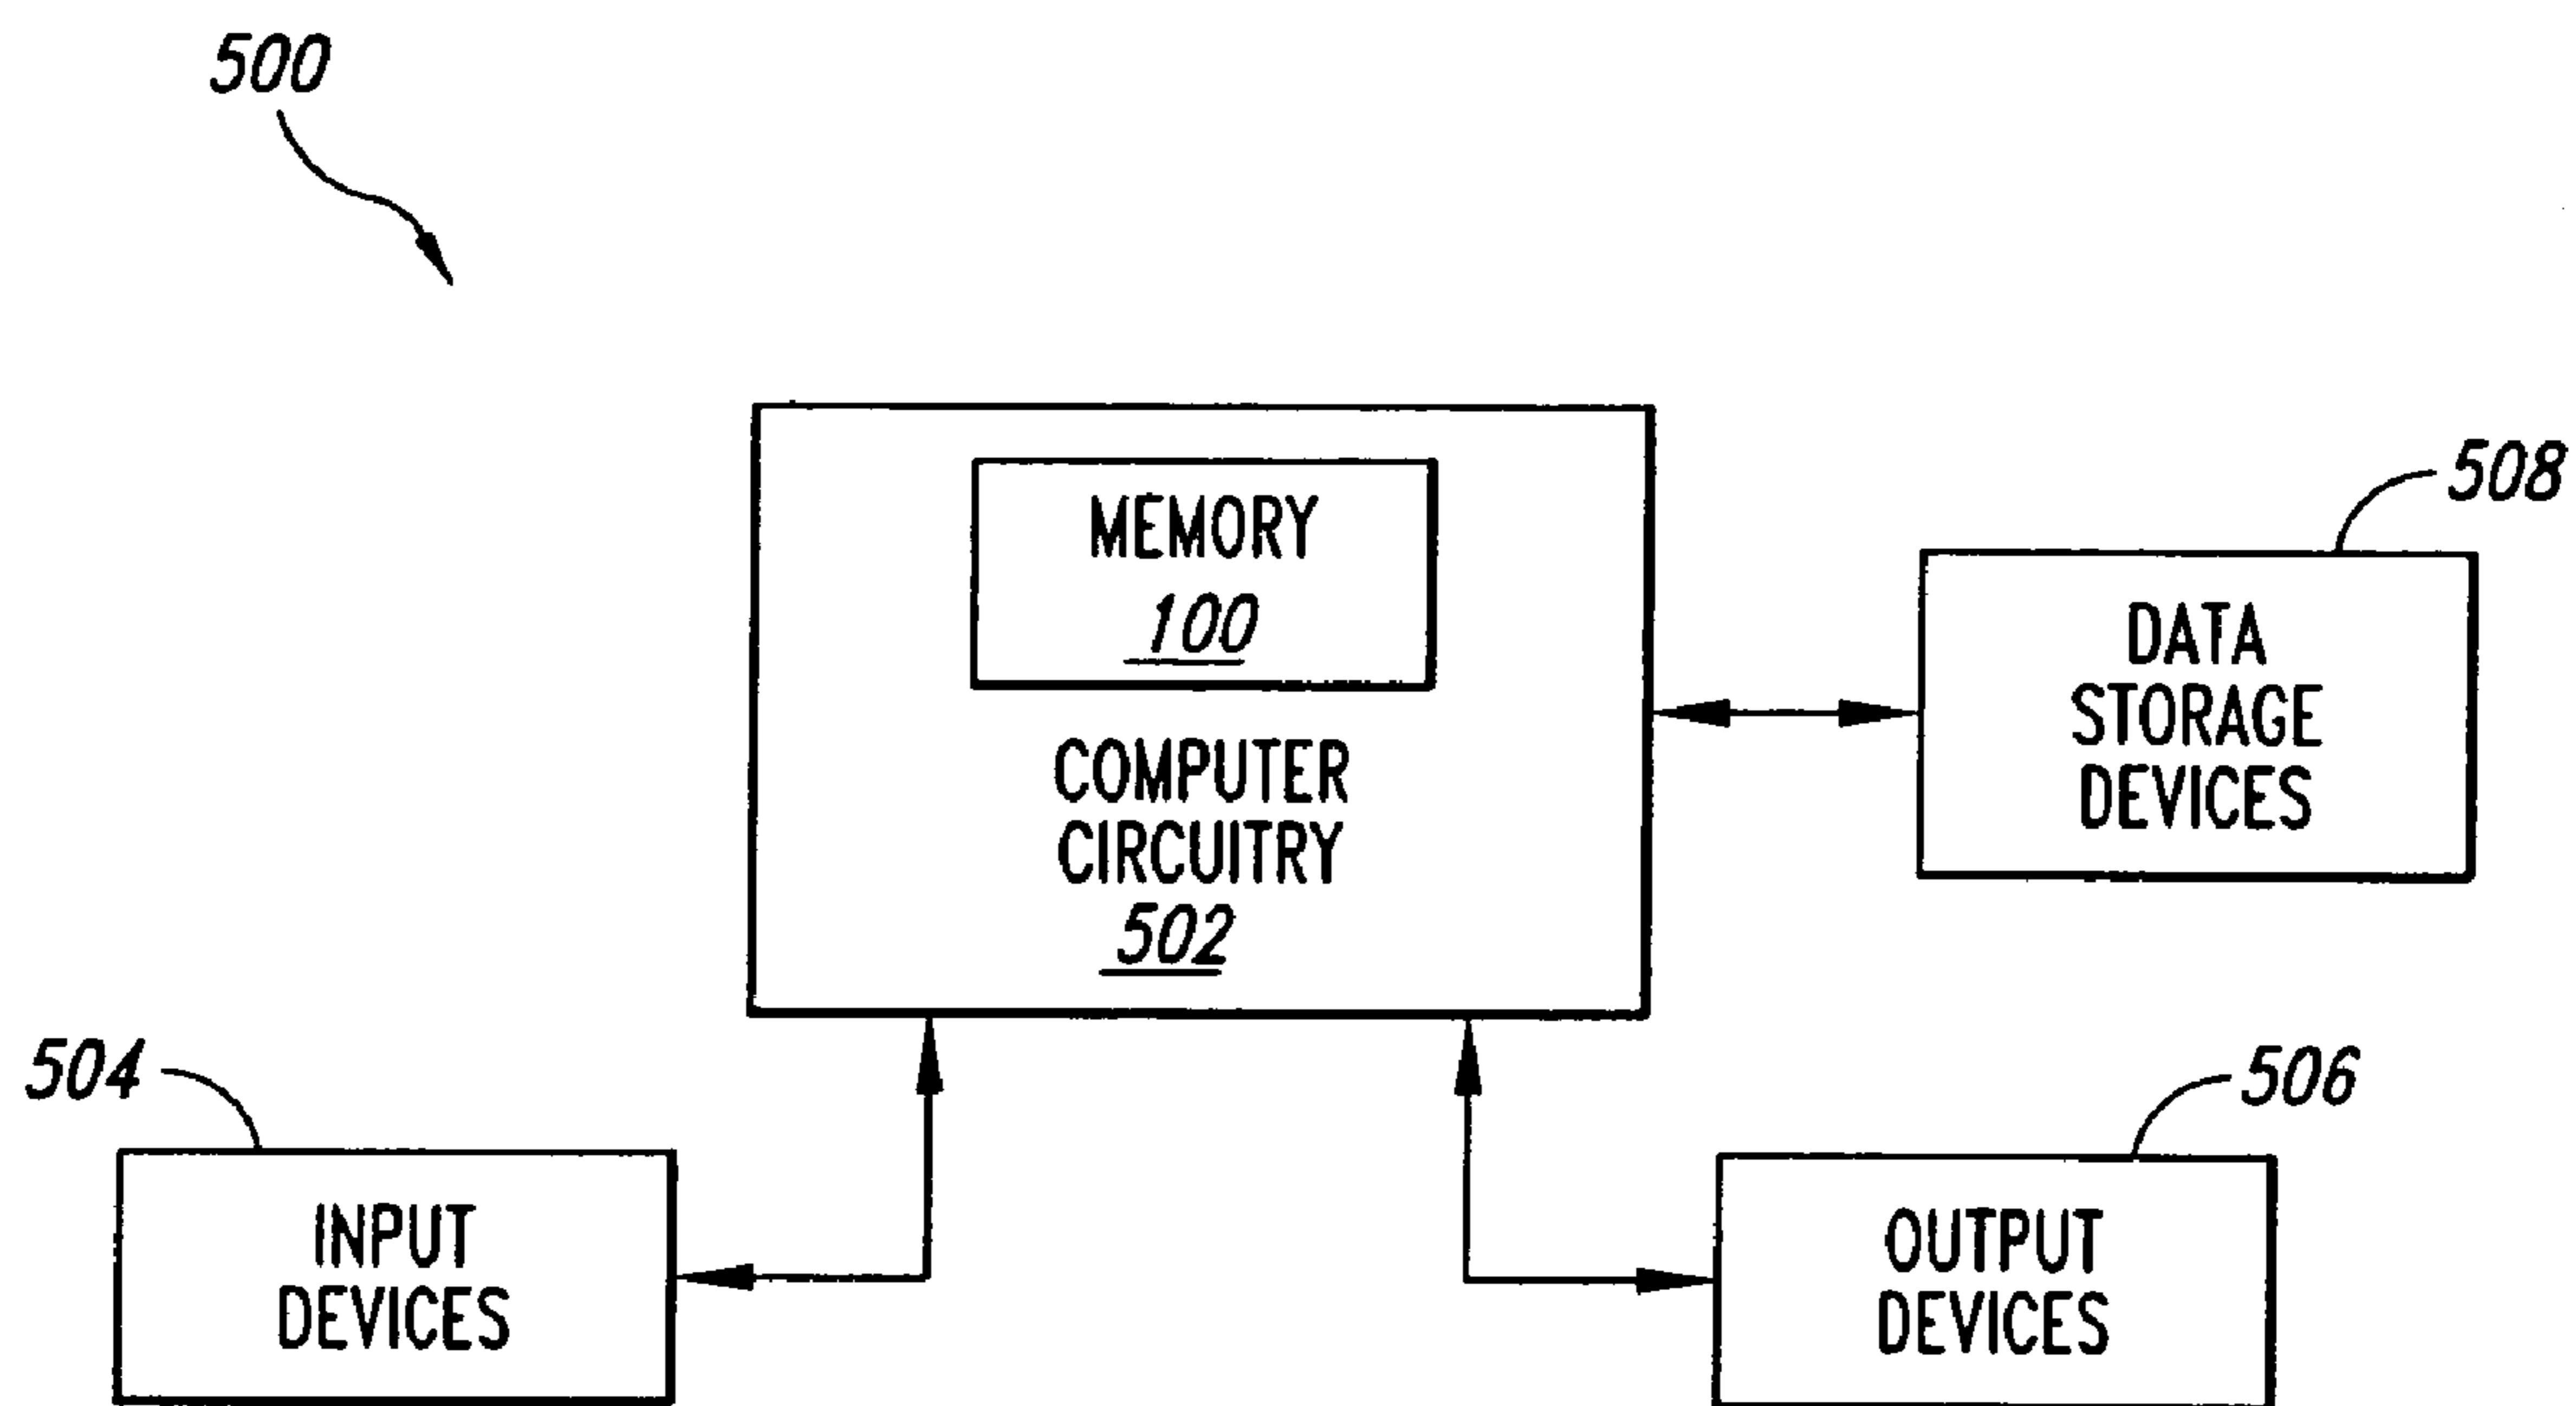 500
MEMORY
100
COMPUTER
CIRCUITRY
502
508
DATA
STORAGE
DEVICES
504
INPUT
DEVICES
506
OUTPUT
DEVICES